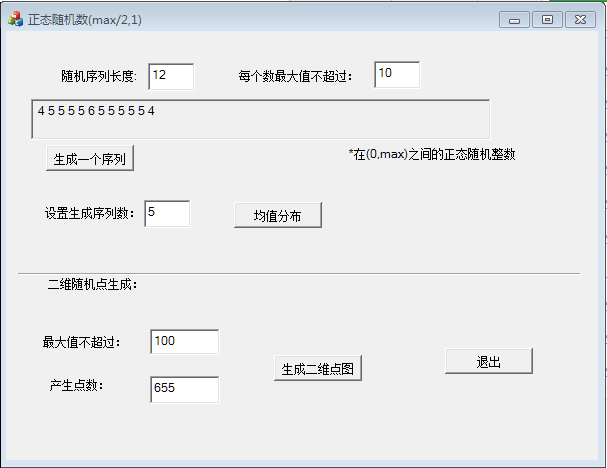 正态随机数(max/2,1)
随机序列长度: 12 每个数最大值不超过: 10
4 5 5 5 5 6 5 5 5 5 5 4
生成一个序列 *在(0,max)之间的正态随机整数
设置生成序列数: 5 均值分布
二维随机点生成:
最大值不超过: 100
生成二维点图 退出
产生点数: 655